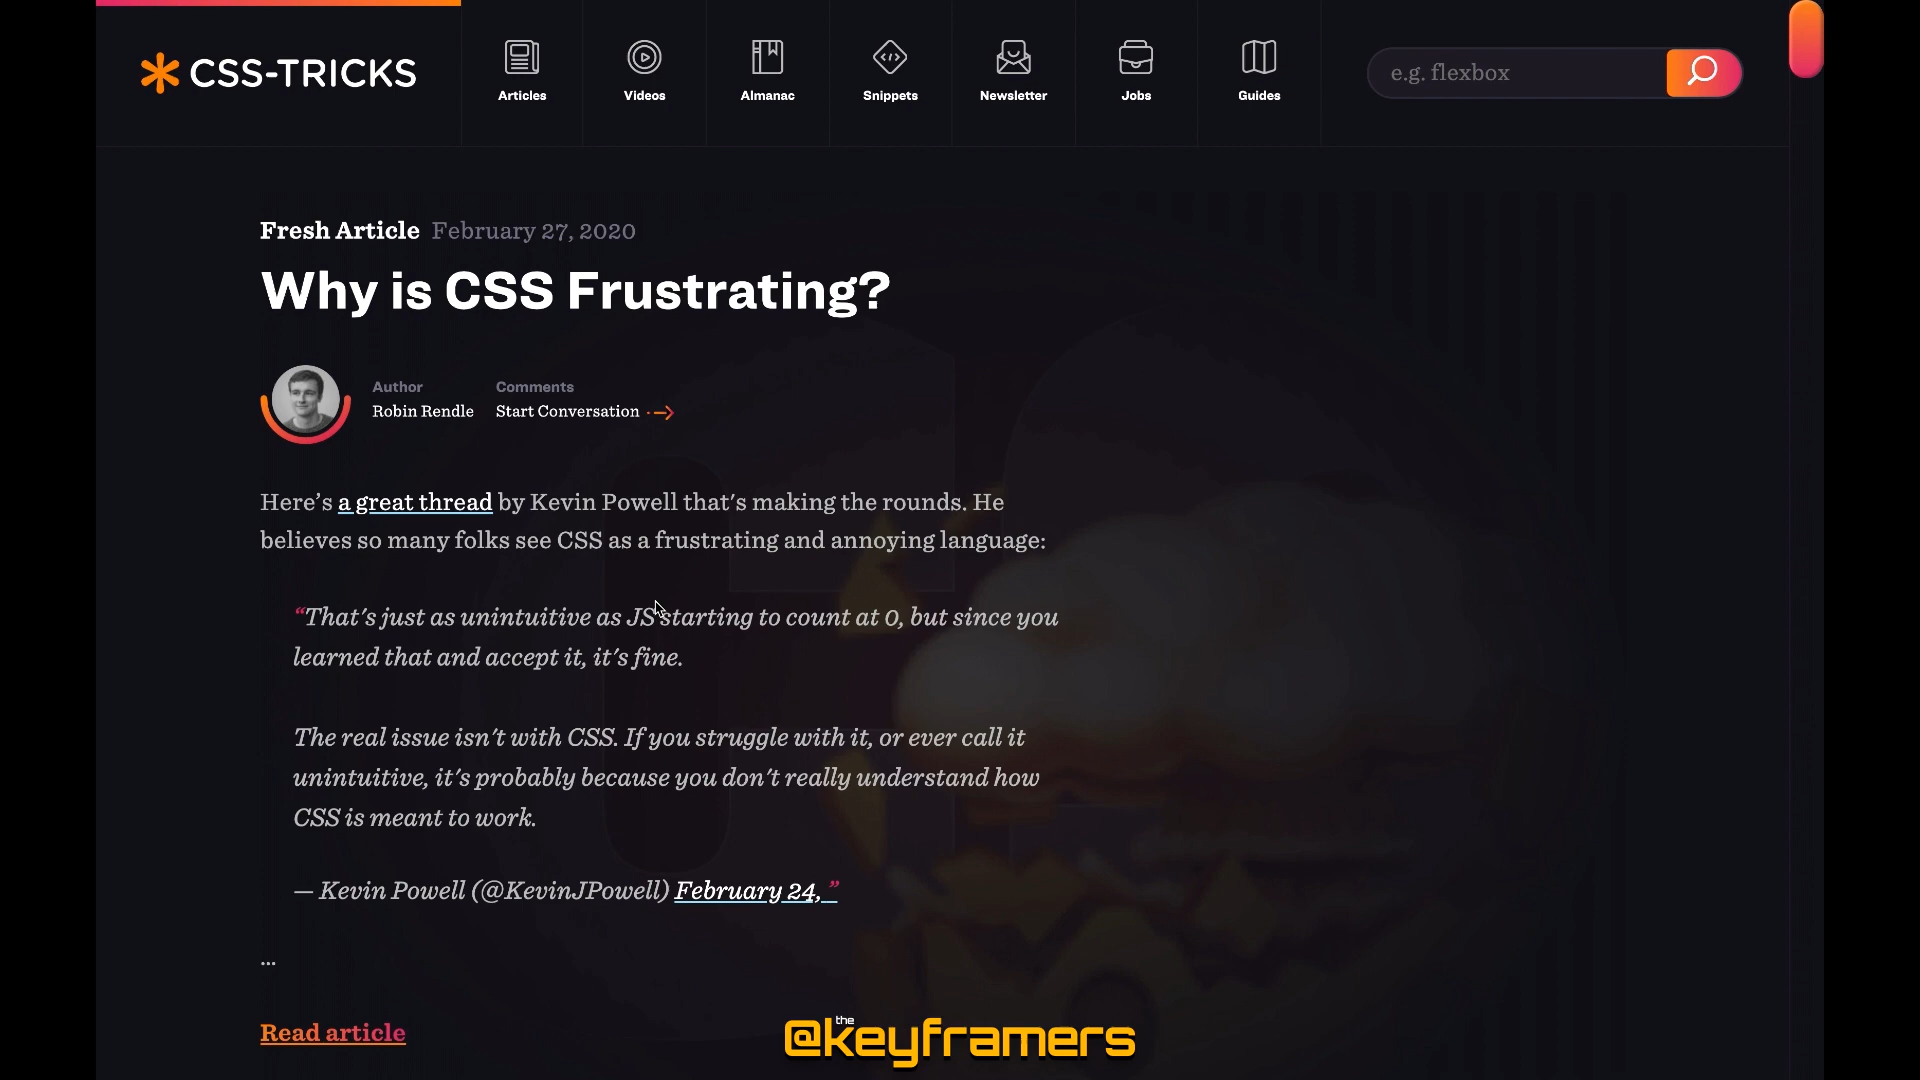 CSS-TRICKS
Articles
Videos
Almanac
Snippets
Newsletter
Jobs
Guides
e.g. flexbox
Fresh Article February 27, 2020
Why is CSS Frustrating?
Author
Robin Rendle
Comments
Start Conversation
Here's a great thread by Kevin Powell that's making the rounds. He
believes so many folks see CSS as a frustrating and annoying language:
“That's just as unintuitive as JS starting to count at 0, but since you
learned that and accept it, it's fine.
The real issue isn't with CSS. If you struggle with it, or ever call it
unintuitive, it's probably because you don't really understand how
CSS is meant to work.
— Kevin Powell (@KevinJPowell) February 24, ”
...
Read article
the
@keyframers